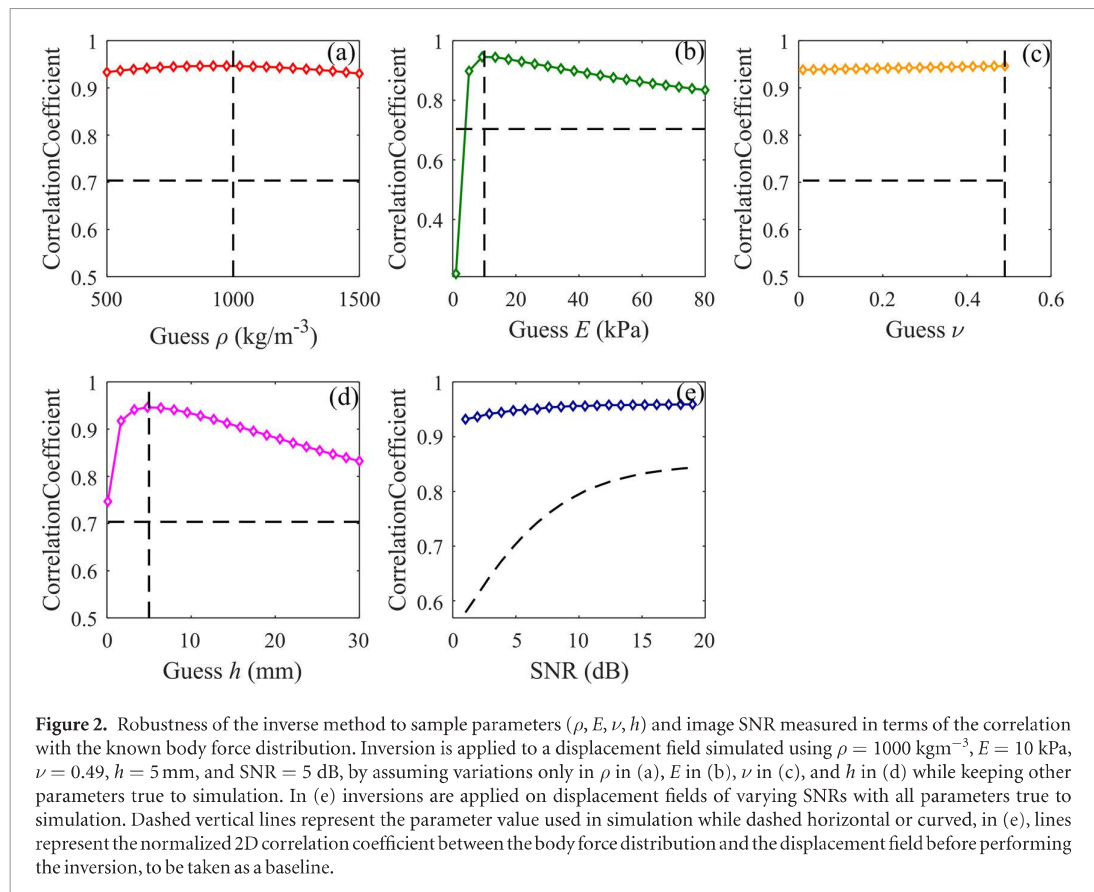 (a)
CorrelationCoefficient
1
0.9
0.8
0.7
0.6
0.5
500 1000 1500
Guess ρ (kg/m-3)
(b)
CorrelationCoefficient
1
0.8
0.6
0.4
0 20 40 60 80
Guess E (kPa)
(c)
CorrelationCoefficient
1
0.9
0.8
0.7
0.6
0.5
0 0.2 0.4 0.6
Guess ν
(d)
CorrelationCoefficient
1
0.9
0.8
0.7
0.6
0.5
0 10 20 30
Guess h (mm)
(e)
CorrelationCoefficient
1
0.9
0.8
0.7
0.6
0 5 10 15 20
SNR (dB)
Figure 2. Robustness of the inverse method to sample parameters (ρ, E, ν, h) and image SNR measured in terms of the correlation
with the known body force distribution. Inversion is applied to a displacement field simulated using ρ = 1000 kgm−3, E = 10 kPa,
ν = 0.49, h = 5 mm, and SNR = 5 dB, by assuming variations only in ρ in (a), E in (b), ν in (c), and h in (d) while keeping other
parameters true to simulation. In (e) inversions are applied on displacement fields of varying SNRs with all parameters true to
simulation. Dashed vertical lines represent the parameter value used in simulation while dashed horizontal or curved, in (e), lines
represent the normalized 2D correlation coefficient between the body force distribution and the displacement field before performing
the inversion, to be taken as a baseline.